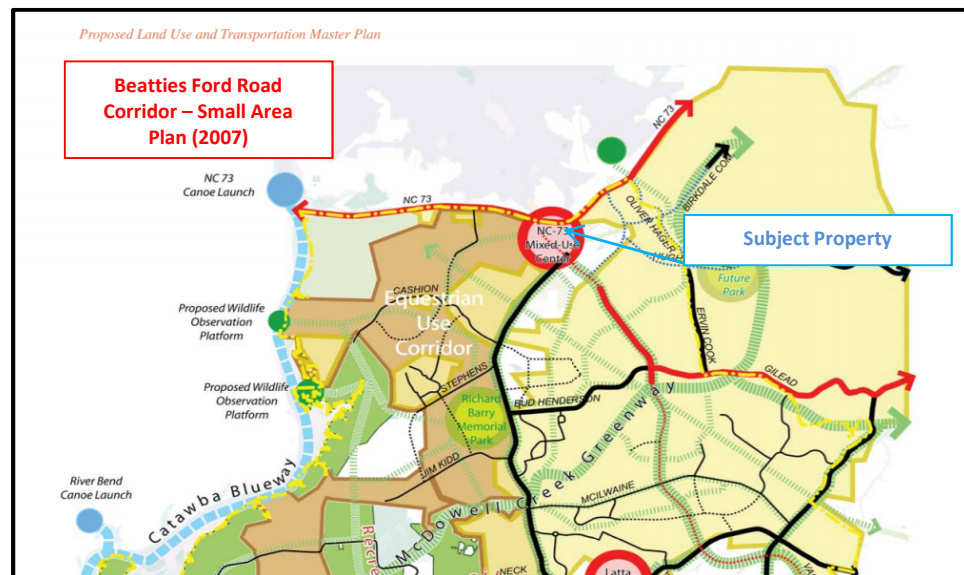 Proposed Land Use and Transportation Master Plan
Beatties Ford Road
Corridor – Small Area
Plan (2007)
NC 73
NC 73
Canoe Launch
BIRKDALE COM
NC 73
OLIVER HAGER
Subject Property
NC-73
Mixed-Use
Center
HUGH
Future
Park
CASHION
Equestrian
Use
Corridor
Proposed Wildlife
Observation
Platform
ERVIN COOK
STEPHENS
GILEAD
Proposed Wildlife
Observation
Platform
Richard
Barry
Memorial
Park
BUD HENDERSON
JIM KIDD
River Bend
Canoe Launch
Catawba Blueway
McDowell Creek Greenway
MCILWAINE
Recre
NECK
Latta
VA